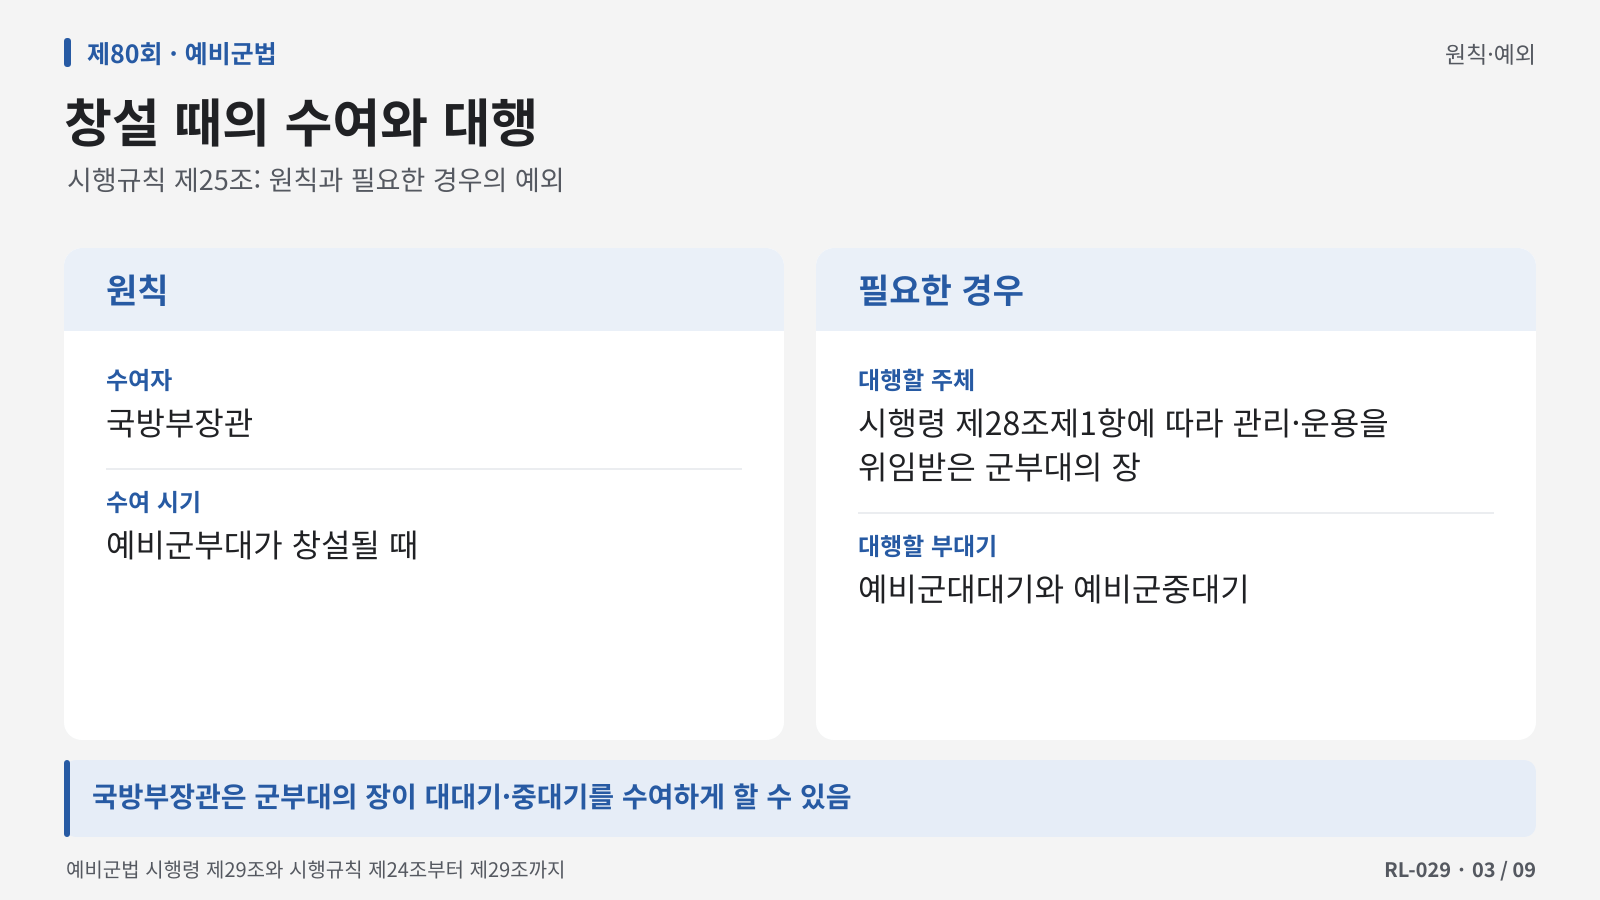 제80회 · 예비군법
원칙·예외
창설 때의 수여와 대행
시행규칙 제25조: 원칙과 필요한 경우의 예외
원칙
수여자
국방부장관
수여 시기
예비군부대가 창설될 때
필요한 경우
대행할 주체
시행령 제28조제1항에 따라 관리·운용을
위임받은 군부대의 장
대행할 부대기
예비군대대기와 예비군중대기
국방부장관은 군부대의 장이 대대기·중대기를 수여하게 할 수 있음
예비군법 시행령 제29조와 시행규칙 제24조부터 제29조까지
RL-029 · 03 / 09